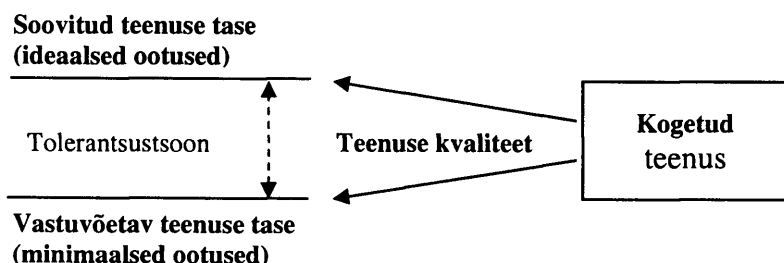 Soovitud teenuse tase
(ideaalsed ootused)
Tolerantsustsoon
Teenuse kvaliteet
Kogetud
teenus
Vastuvõetav teenuse tase
(minimaalsed ootused)